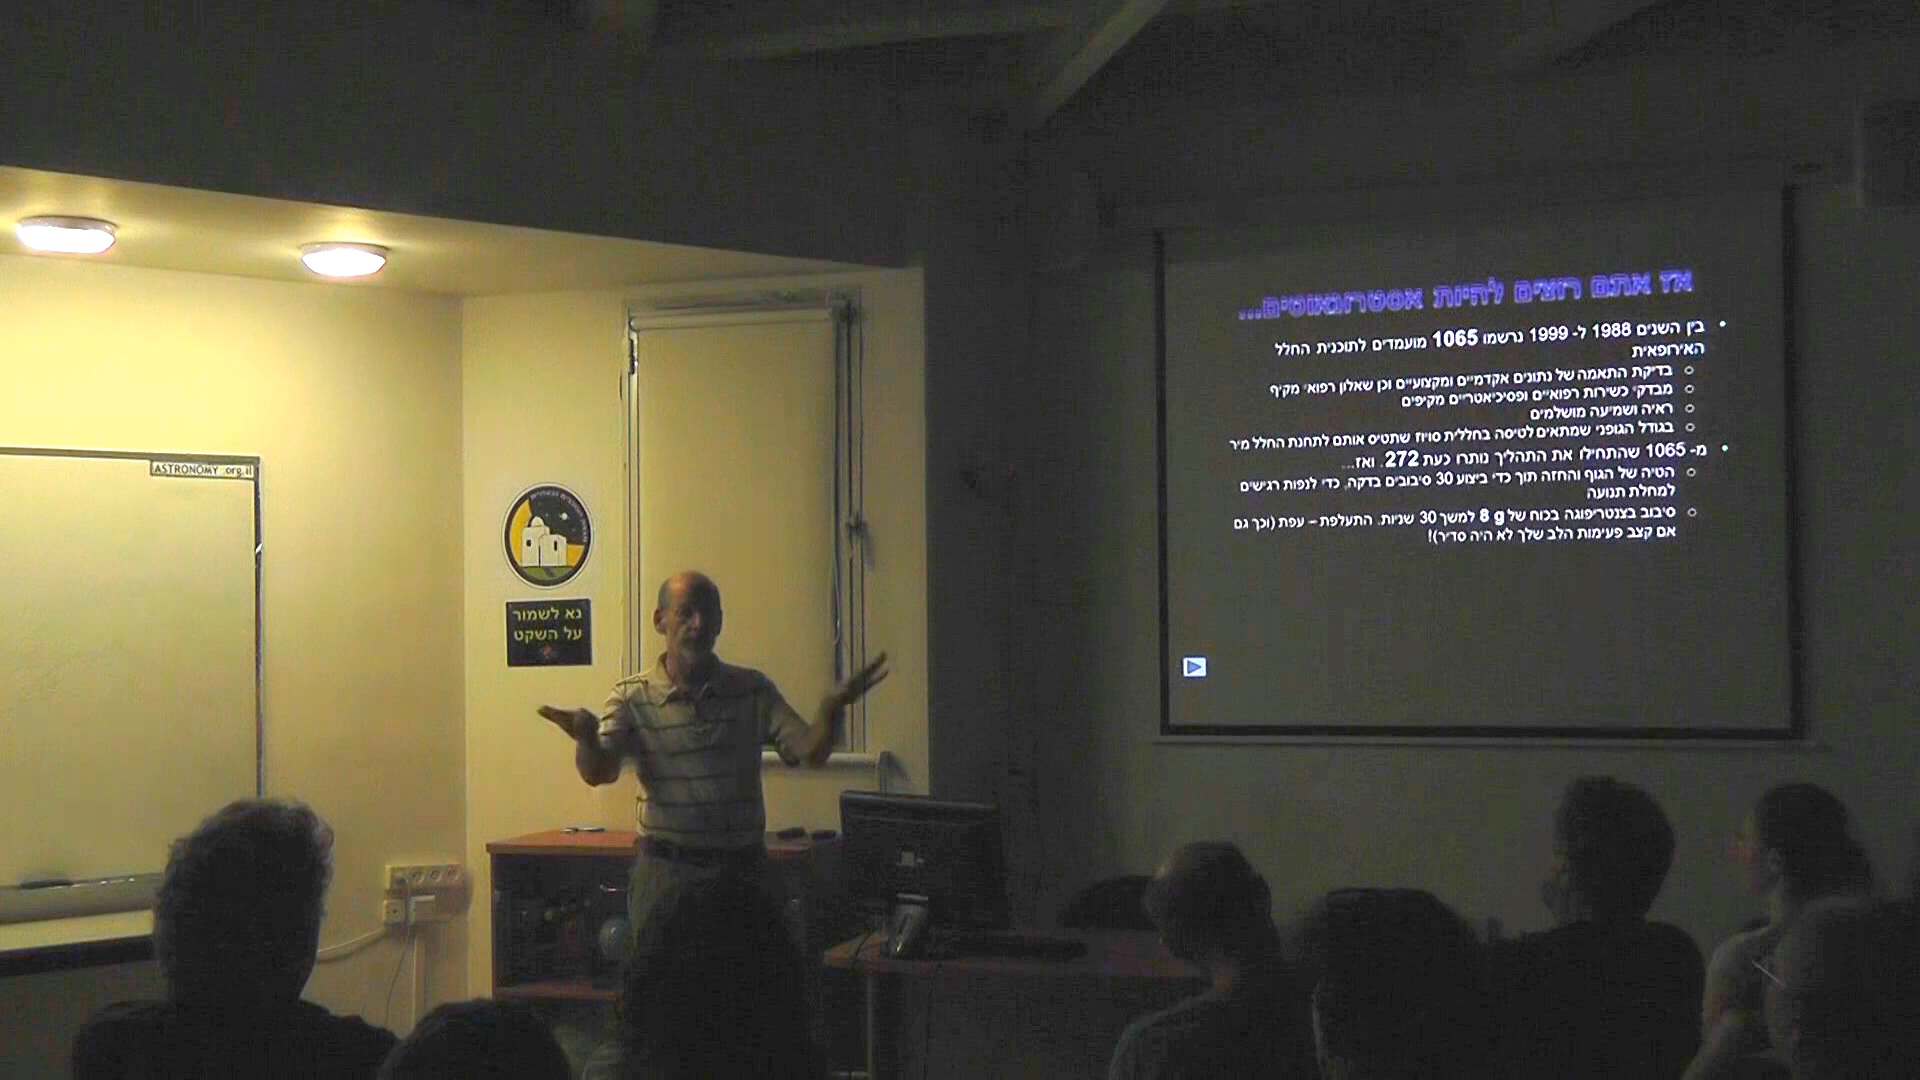 אז אתם רוצים להיות אסטרונאוטים...
בין השנים 1988 ל- 1999 נרשמו 1065 מועמדים לתוכנית החלל
האירופאית
בדיקת התאמה של נתונים אקדמיים ומקצועיים וכן שאלון רפואי מקיף
מבדקי כשירות רפואיים ופסיכיאטריים מקיפים
ראיה ושמיעה מושלמים
בגודל הגופני שמתאים לטיסה בחללית סויוז שתטיס אותם לתחנת החלל מיר
מ- 1065 שהתחילו את התהליך נותרו כעת 272. ואז...
הטיה של הגוף והחזה תוך כדי ביצוע 30 סיבובים בדקה, כדי לנפות רגישים
למחלת תנועה
סיבוב בצנטריפוגה בכוח של 8 g למשך 30 שניות. התעלפת – עפת (וכך גם
אם קצב פעימות הלב שלך לא היה סדיר)!
ASTRONOMY.org.il
נא לשמור
על השקט